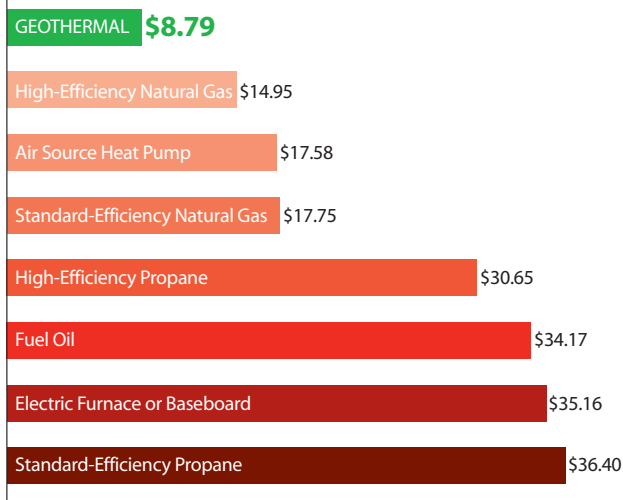 GEOTHERMAL $8.79
High-Efficiency Natural Gas $14.95
Air Source Heat Pump $17.58
Standard-Efficiency Natural Gas $17.75
High-Efficiency Propane $30.65
Fuel Oil $34.17
Electric Furnace or Baseboard $35.16
Standard-Efficiency Propane $36.40